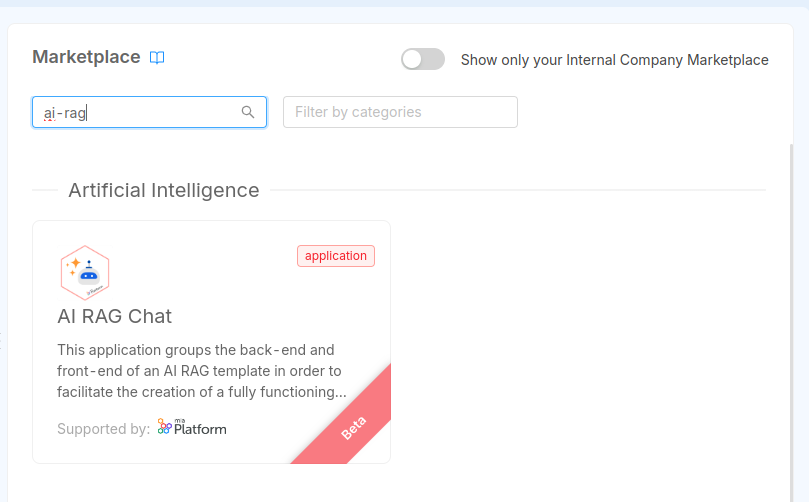 Marketplace
Show only your Internal Company Marketplace
ai-rag
Filter by categories
Artificial Intelligence
application
AI RAG Chat
This application groups the back-end and
front-end of an AI RAG template in order to
facilitate the creation of a fully functioning...
Supported by: mia Platform
Beta